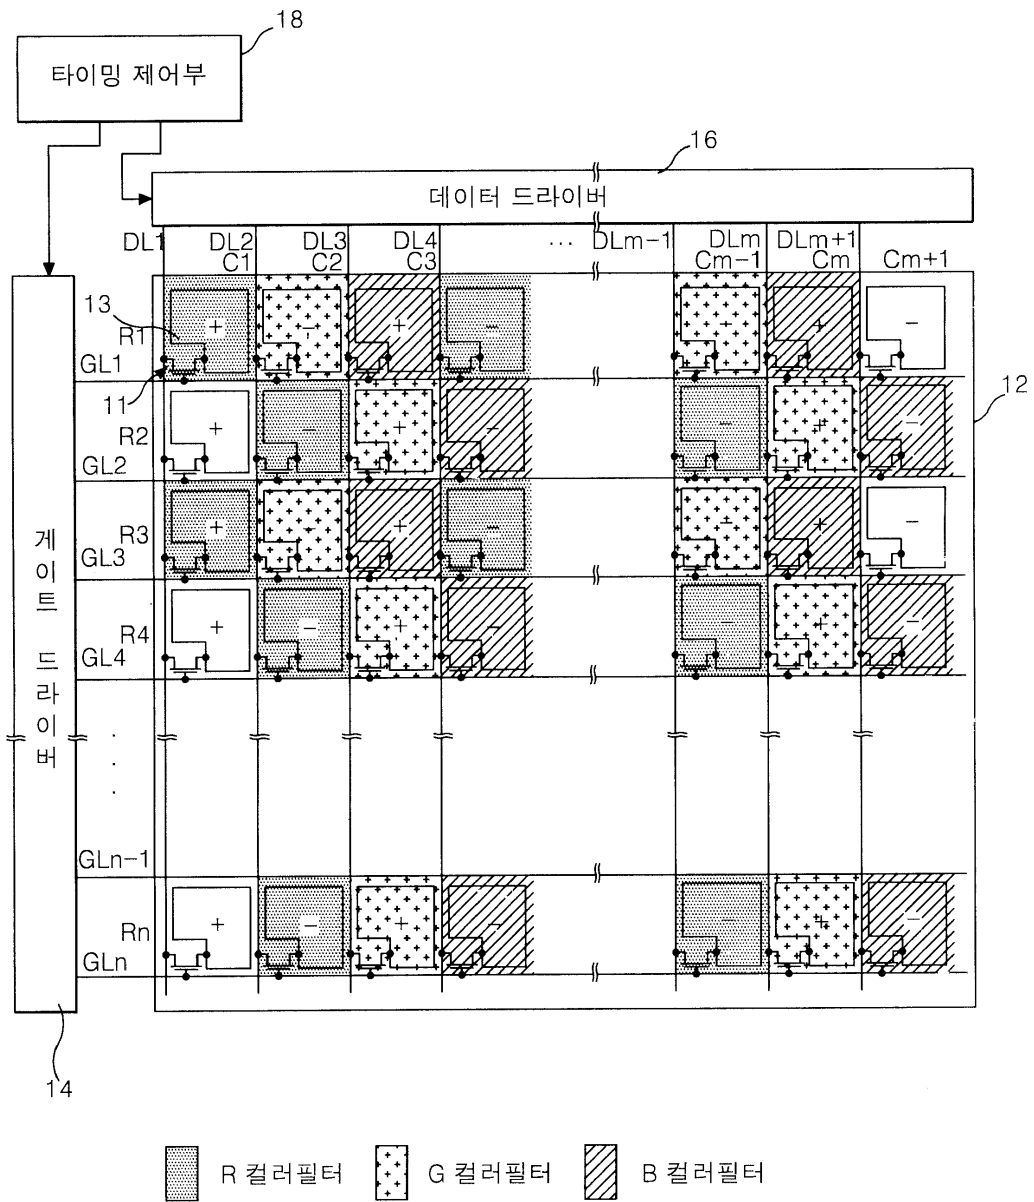 18
타이밍 제어부
16
데이터 드라이버
DL1 DL2 DL3 DL4 ... DLm-1 DLm DLm+1
C1 C2 C3 Cm-1 Cm Cm+1
13
R1
+ - + - + + -
GL1
11
12
R2
+ - + - - + -
GL2
R3
+ - + - - + -
GL3
R4
+ - + - - + -
GL4
게이트 드라이버
GLn-1
Rn
+ - + - - + -
GLn
14
R 컬러필터 G 컬러필터 B 컬러필터